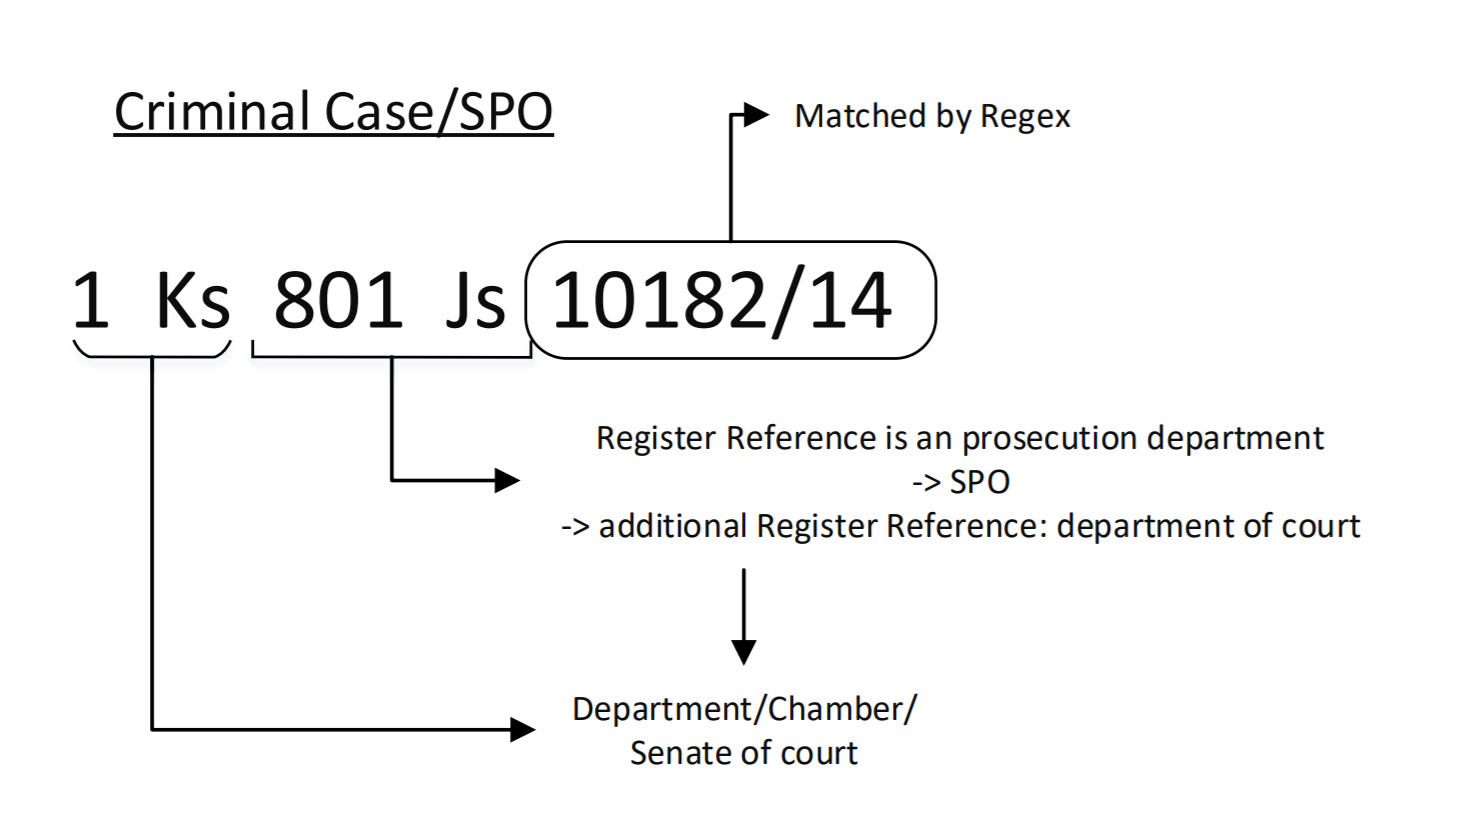 Criminal Case/SPO
Matched by Regex
1 Ks 801 Js 10182/14
Register Reference is an prosecution department
-> SPO
-> additional Register Reference: department of court
Department/Chamber/
Senate of court